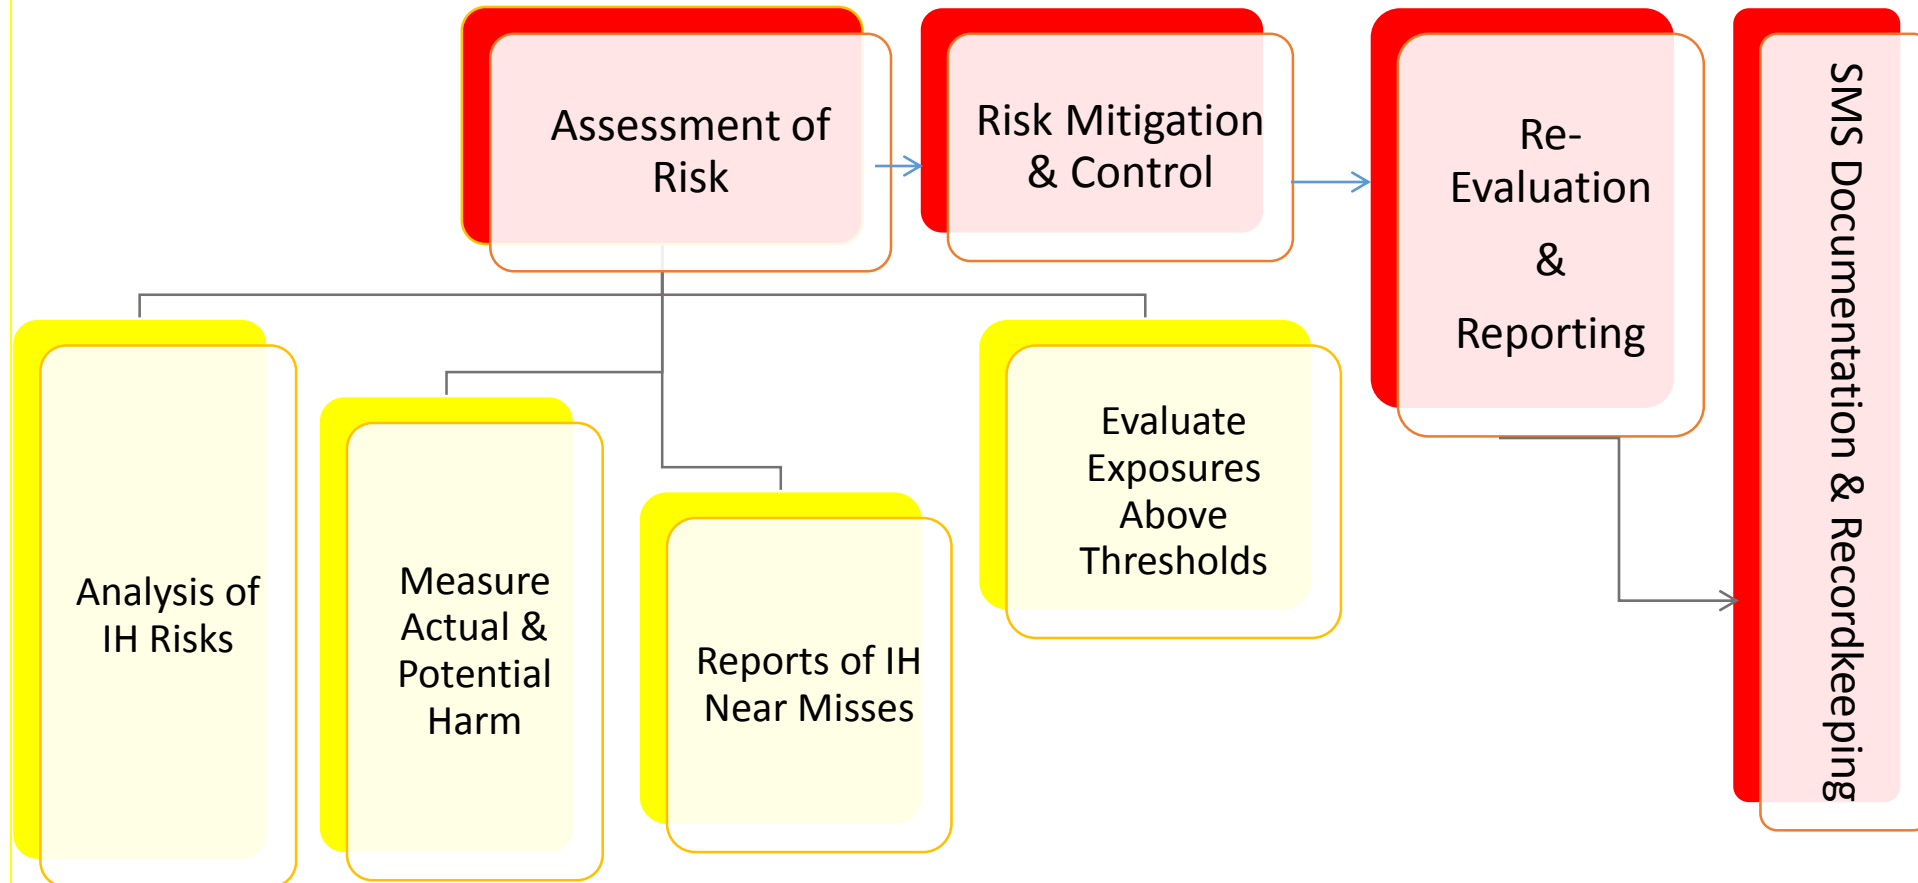 Assessment of
Risk
Risk Mitigation
& Control
Re-
Evaluation
&
Reporting
SMS Documentation & Recordkeeping
Analysis of
IH Risks
Measure
Actual &
Potential
Harm
Reports of IH
Near Misses
Evaluate
Exposures
Above
Thresholds